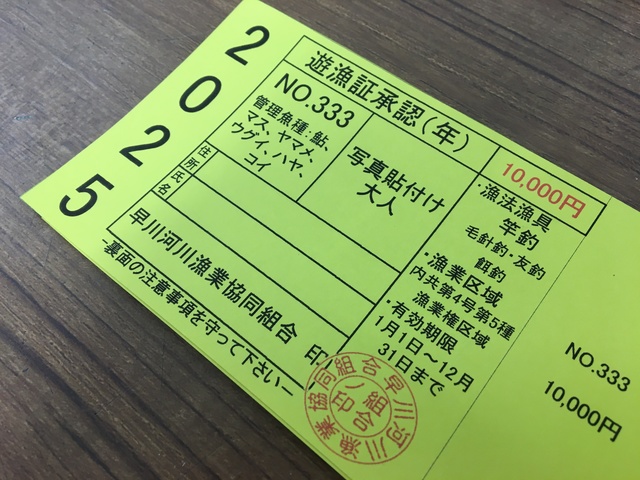 2025
遊漁証承認(年)
NO.333
管理魚種:鮎、
マス、ヤマメ、
ウグイ、ハヤ、
コイ
写真貼付け
大人
住所
氏名
早川河川漁業協同組合 印
-裏面の注意事項を守って下さい-
10,000円
・漁法漁具
竿釣
毛針釣・友釣
餌釣
・漁業区域
内共第4号第5種
漁業権区域
・有効期限
1月1日～12月
31日まで
早川河川漁業協同組合
組合ノ印
NO.333
10,000円